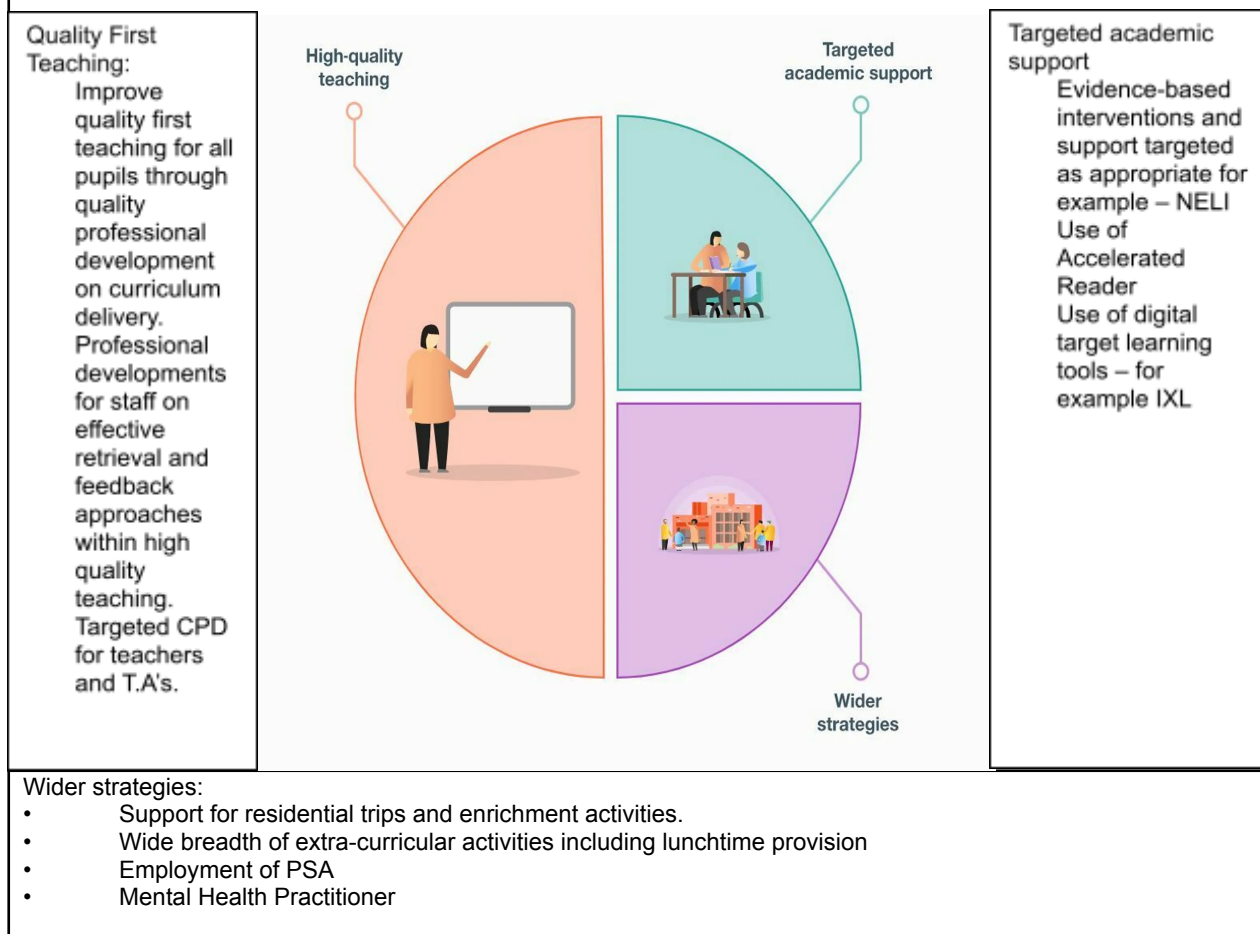 Quality First
Teaching:
Improve
quality first
teaching for all
pupils through
quality
professional
development
on curriculum
delivery.
Professional
developments
for staff on
effective
retrieval and
feedback
approaches
within high
quality
teaching.
Targeted CPD
for teachers
and T.A's.
High-quality
teaching
Targeted
academic support
Wider
strategies
Targeted academic
support
Evidence-based
interventions and
support targeted
as appropriate for
example – NELI
Use of
Accelerated
Reader
Use of digital
target learning
tools – for
example IXL
Wider strategies:
• Support for residential trips and enrichment activities.
• Wide breadth of extra-curricular activities including lunchtime provision
• Employment of PSA
• Mental Health Practitioner